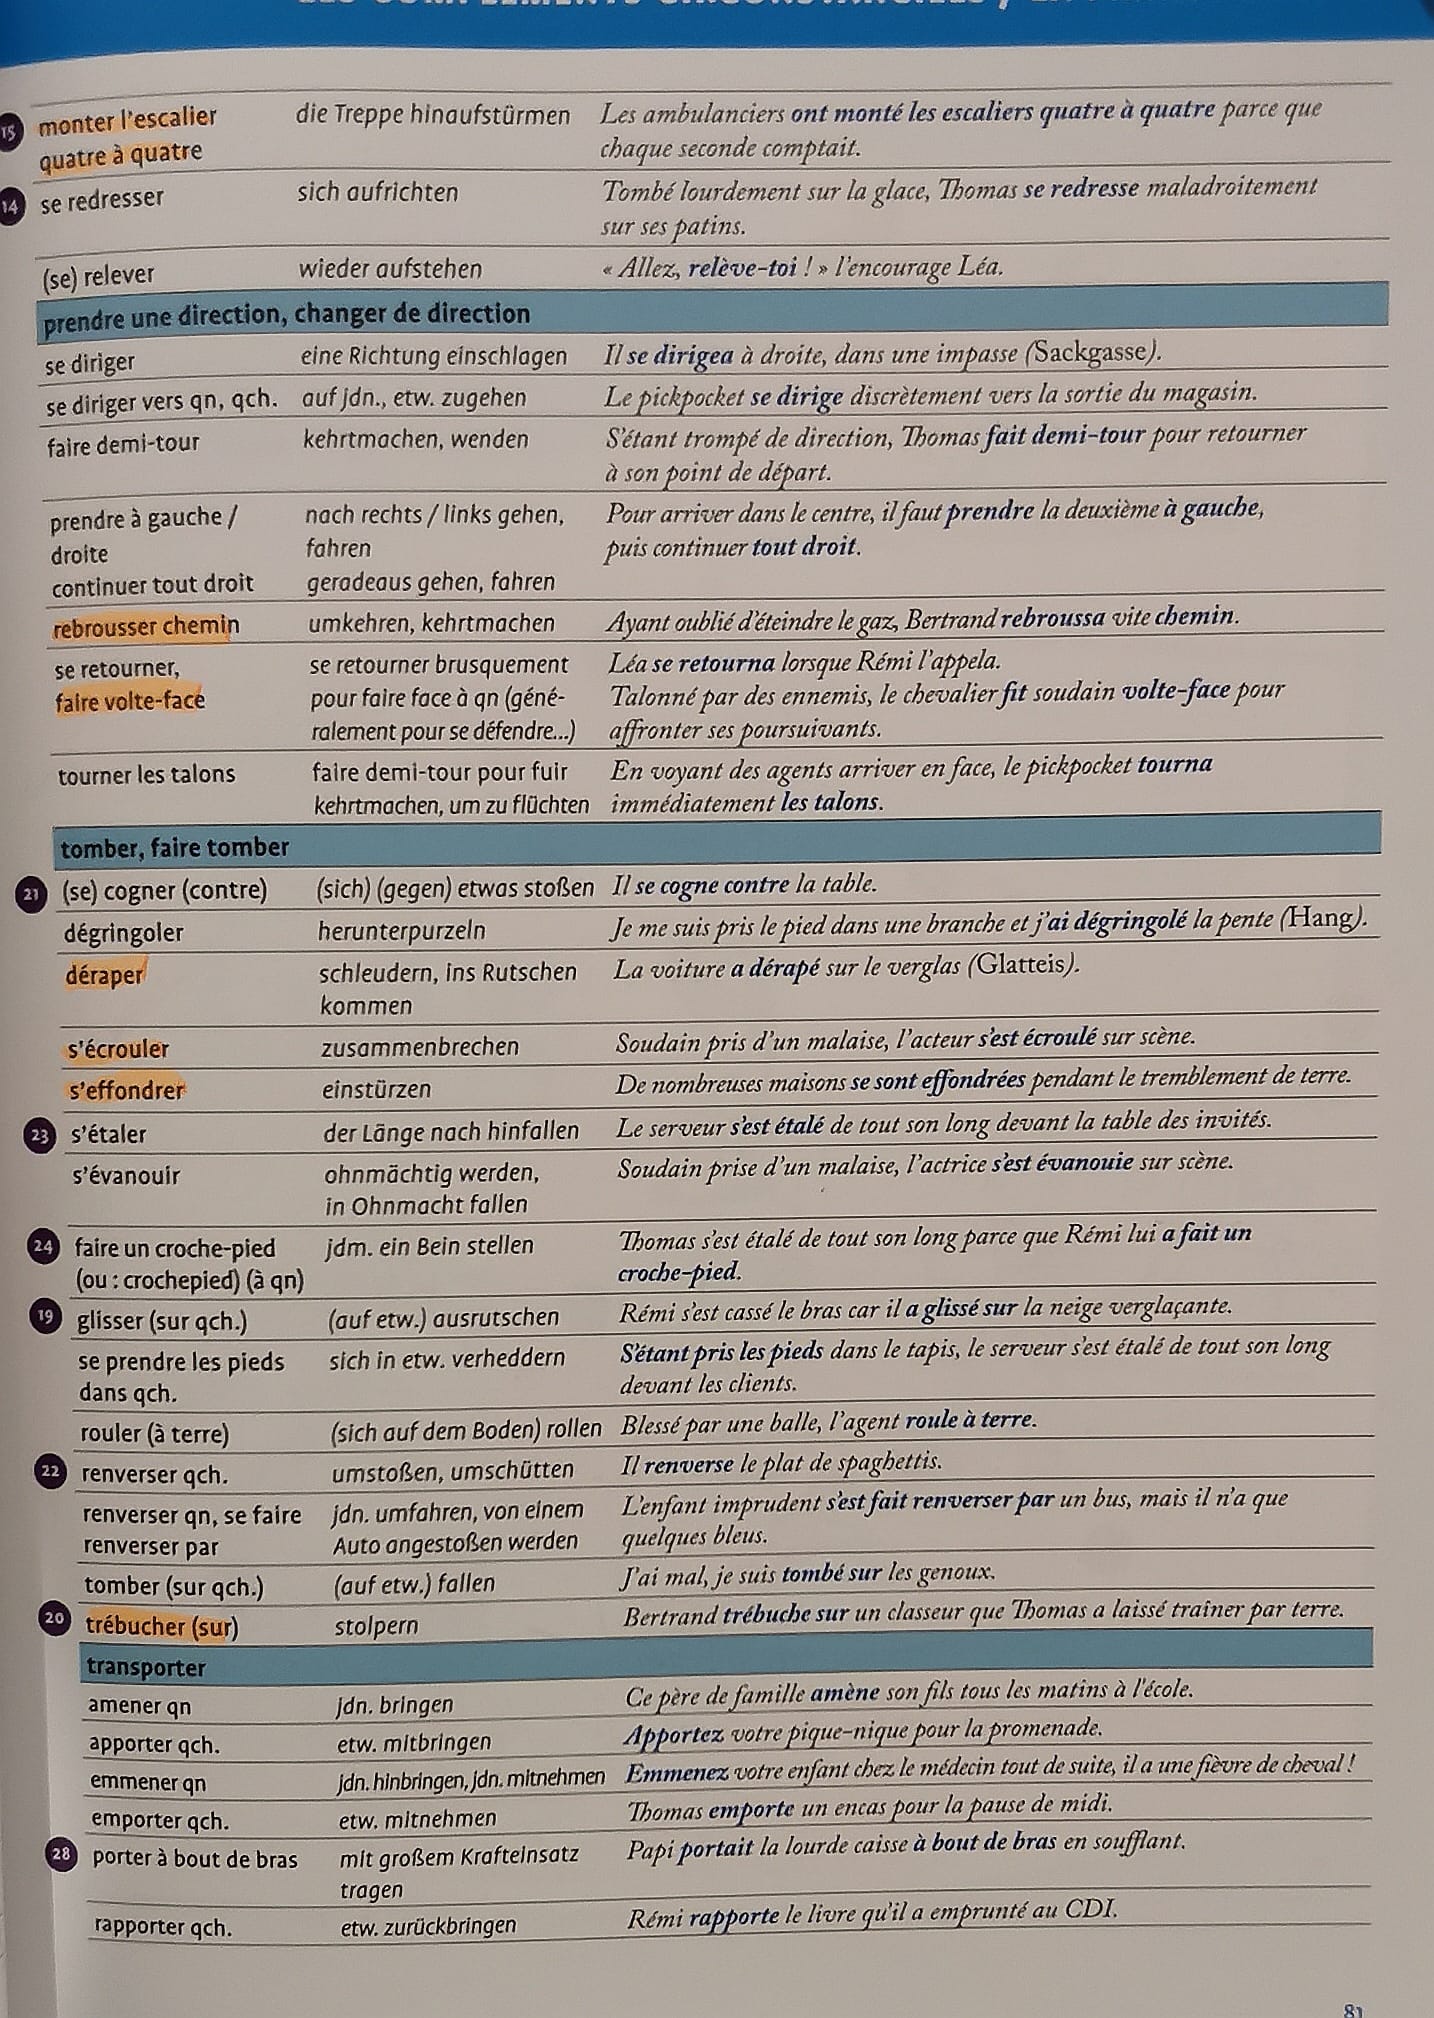 15 monter l'escalier die Treppe hinaufstürmen Les ambulanciers ont monté les escaliers quatre à quatre parce que
quatre à quatre chaque seconde comptait.
14 se redresser sich aufrichten Tombé lourdement sur la glace, Thomas se redresse maladroitement
sur ses patins.
(se) relever wieder aufstehen « Allez, relève-toi ! » l'encourage Léa.
prendre une direction, changer de direction
se diriger eine Richtung einschlagen Il se dirigea à droite, dans une impasse (Sackgasse).
se diriger vers qn, qch. auf jdn., etw. zugehen Le pickpocket se dirige discrètement vers la sortie du magasin.
faire demi-tour kehrtmachen, wenden S'étant trompé de direction, Thomas fait demi-tour pour retourner
à son point de départ.
prendre à gauche / nach rechts / links gehen, Pour arriver dans le centre, il faut prendre la deuxième à gauche,
droite fahren puis continuer tout droit.
continuer tout droit geradeaus gehen, fahren
rebrousser chemin umkehren, kehrtmachen Ayant oublié d'éteindre le gaz, Bertrand rebroussa vite chemin.
se retourner, se retourner brusquement Léa se retourna lorsque Rémi l'appela.
faire volte-face pour faire face à qn (géné- Talonné par des ennemis, le chevalier fit soudain volte-face pour
ralement pour se défendre...) affronter ses poursuivants.
tourner les talons faire demi-tour pour fuir En voyant des agents arriver en face, le pickpocket tourna
kehrtmachen, um zu flüchten immédiatement les talons.
tomber, faire tomber
21 (se) cogner (contre) (sich) (gegen) etwas stoßen Il se cogne contre la table.
dégringoler herunterpurzeln Je me suis pris le pied dans une branche et j'ai dégringolé la pente (Hang).
déraper schleudern, ins Rutschen La voiture a dérapé sur le verglas (Glatteis).
kommen
s'écrouler zusammenbrechen Soudain pris d'un malaise, l'acteur s'est écroulé sur scène.
s'effondrer einstürzen De nombreuses maisons se sont effondrées pendant le tremblement de terre.
23 s'étaler der Länge nach hinfallen Le serveur s'est étalé de tout son long devant la table des invités.
s'évanouir ohnmächtig werden, Soudain prise d'un malaise, l'actrice s'est évanouie sur scène.
in Ohnmacht fallen
24 faire un croche-pied jdm. ein Bein stellen Thomas s'est étalé de tout son long parce que Rémi lui a fait un
(ou : crochepied) (à qn) croche-pied.
19 glisser (sur qch.) (auf etw.) ausrutschen Rémi s'est cassé le bras car il a glissé sur la neige verglaçante.
se prendre les pieds sich in etw. verheddern S'étant pris les pieds dans le tapis, le serveur s'est étalé de tout son long
dans qch. devant les clients.
rouler (à terre) (sich auf dem Boden) rollen Blessé par une balle, l'agent roule à terre.
22 renverser qch. umstoßen, umschütten Il renverse le plat de spaghettis.
renverser qn, se faire jdn. umfahren, von einem L'enfant imprudent s'est fait renverser par un bus, mais il n'a que
renverser par Auto angestoßen werden quelques bleus.
tomber (sur qch.) (auf etw.) fallen J'ai mal, je suis tombé sur les genoux.
20 trébucher (sur) stolpern Bertrand trébuche sur un classeur que Thomas a laissé traîner par terre.
transporter
amener qn jdn. bringen Ce père de famille amène son fils tous les matins à l'école.
apporter qch. etw. mitbringen Apportez votre pique-nique pour la promenade.
emmener qn jdn. hinbringen, jdn. mitnehmen Emmenez votre enfant chez le médecin tout de suite, il a une fièvre de cheval !
emporter qch. etw. mitnehmen Thomas emporte un encas pour la pause de midi.
28 porter à bout de bras mit großem Krafteinsatz Papi portait la lourde caisse à bout de bras en soufflant.
tragen
rapporter qch. etw. zurückbringen Rémi rapporte le livre qu'il a emprunté au CDI.
81